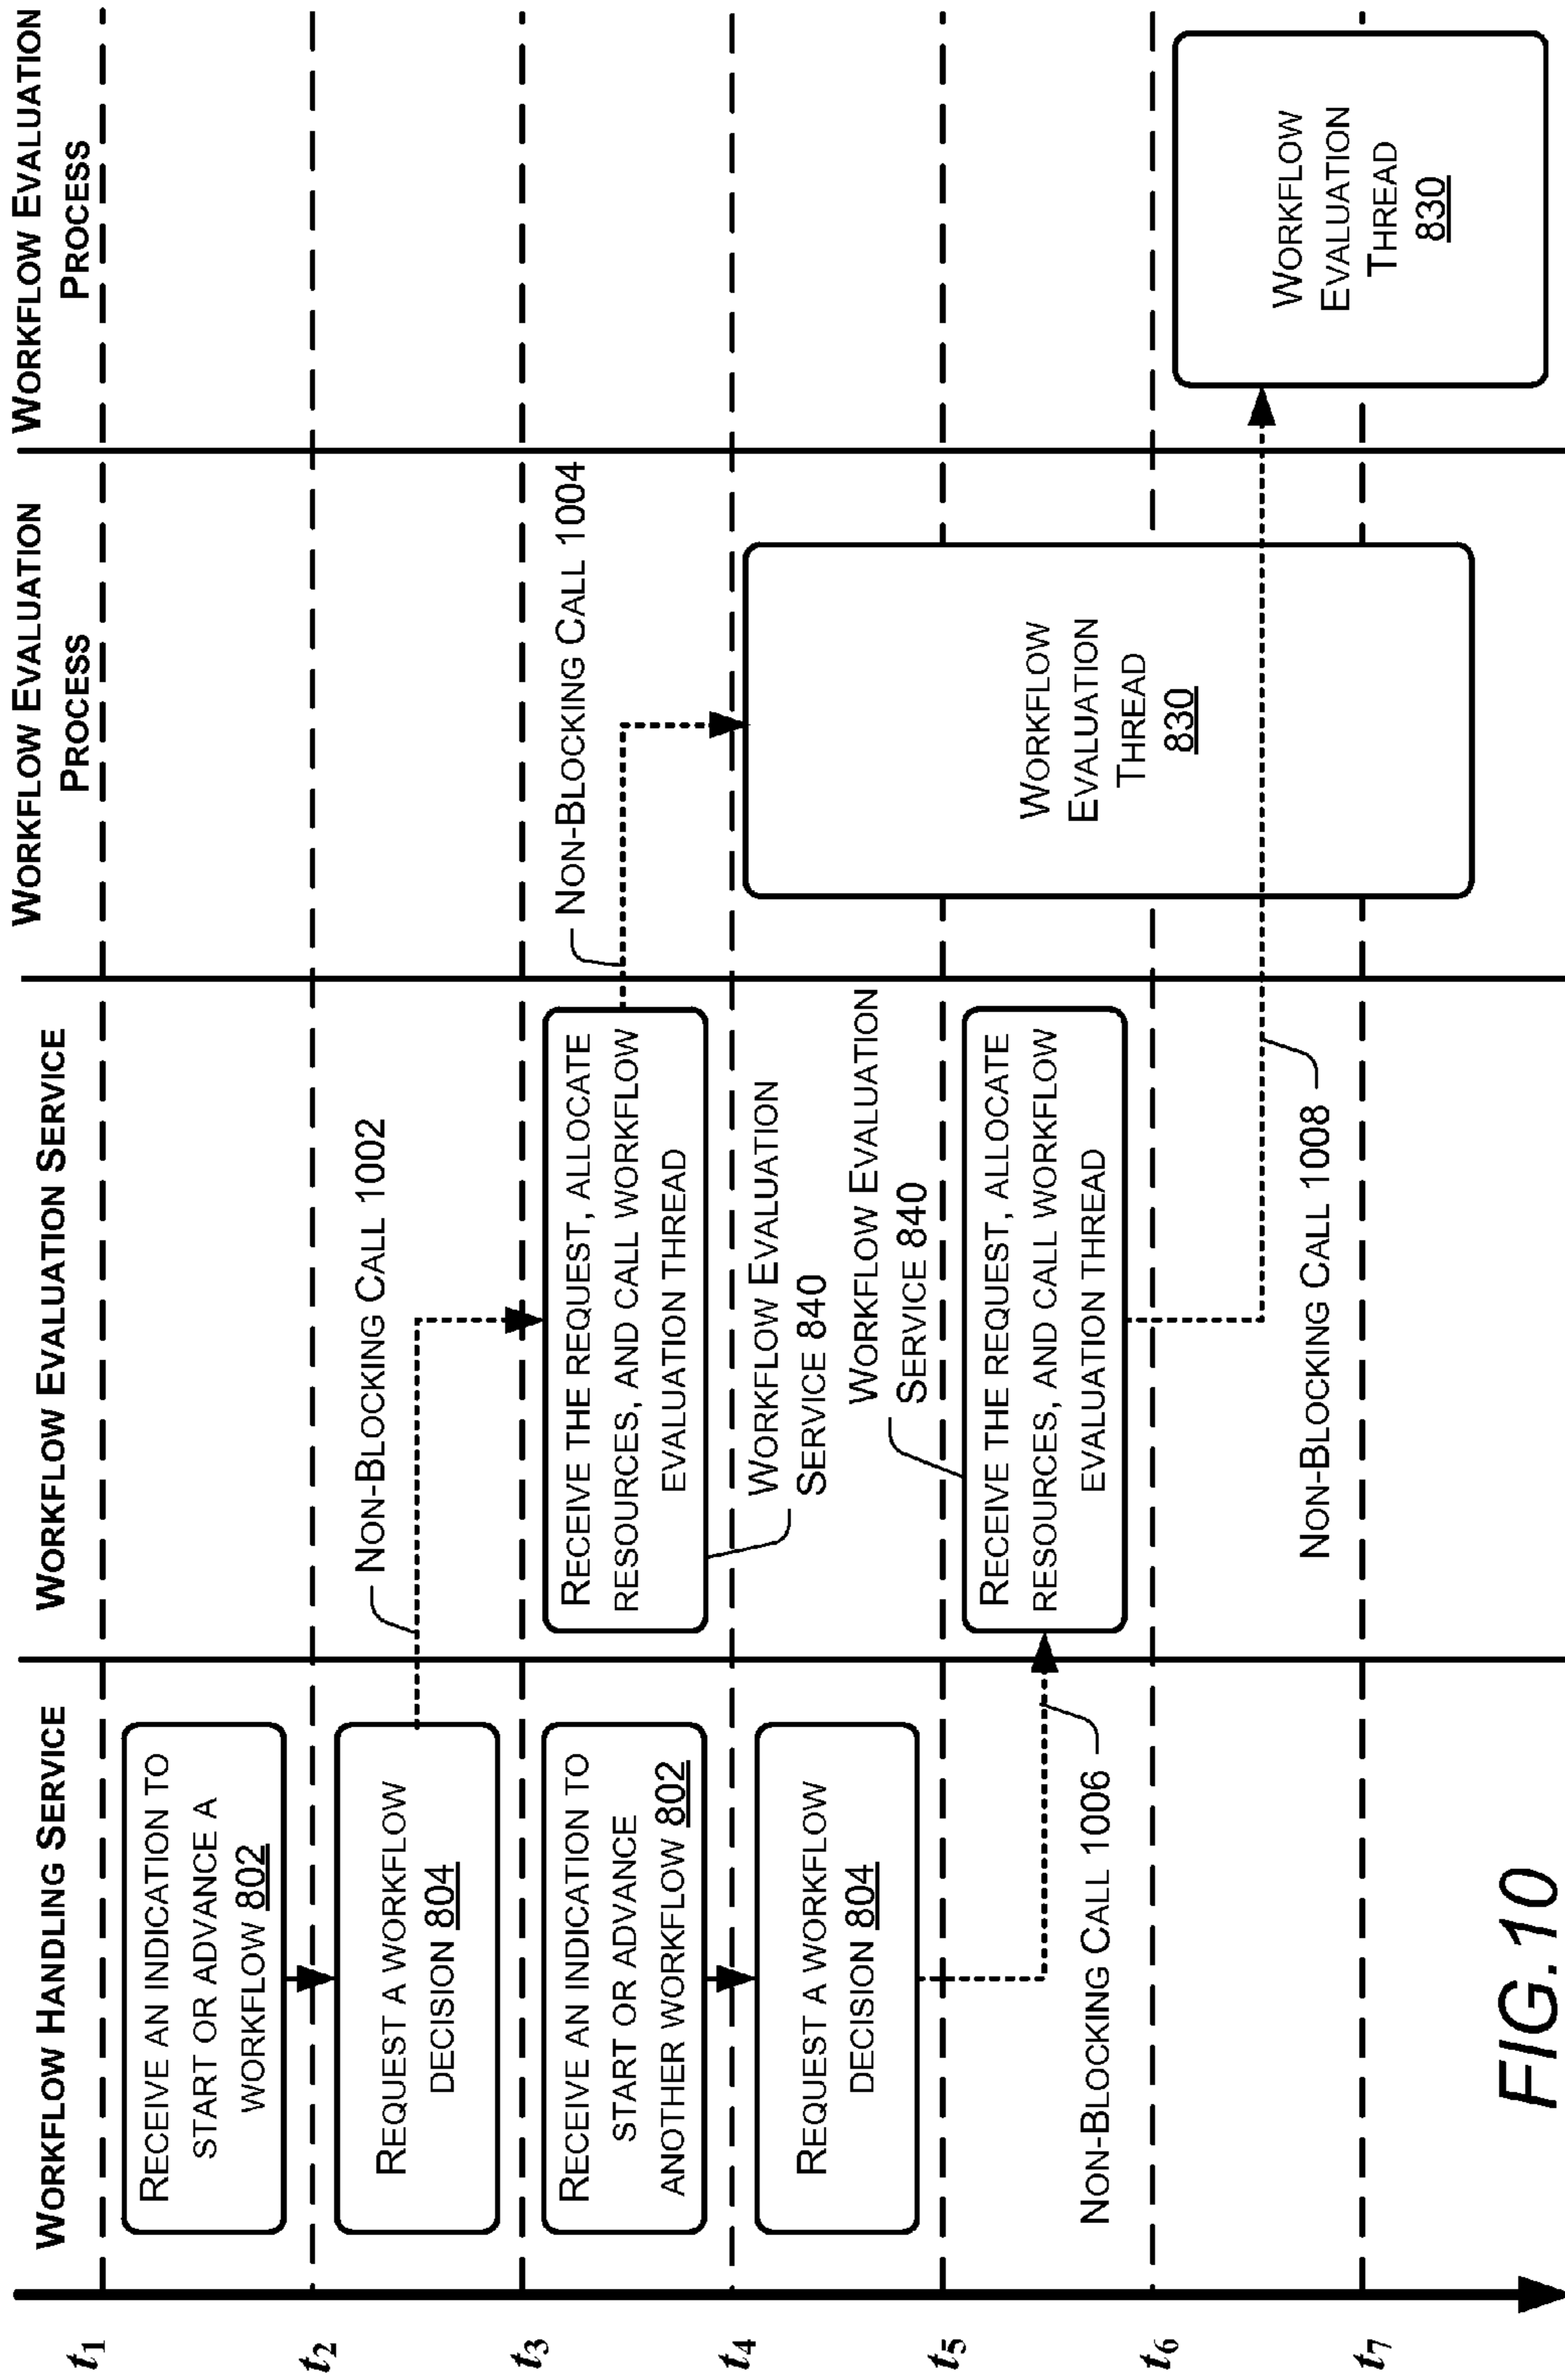 WORKFLOW HANDLING SERVICE
WORKFLOW EVALUATION SERVICE
WORKFLOW EVALUATION
PROCESS
WORKFLOW EVALUATION
PROCESS
t1
RECEIVE AN INDICATION TO
START OR ADVANCE A
WORKFLOW 802
t2
REQUEST A WORKFLOW
DECISION 804
NON-BLOCKING CALL 1002
t3
RECEIVE AN INDICATION TO
START OR ADVANCE
ANOTHER WORKFLOW 802
RECEIVE THE REQUEST, ALLOCATE
RESOURCES, AND CALL WORKFLOW
EVALUATION THREAD
NON-BLOCKING CALL 1004
t4
REQUEST A WORKFLOW
DECISION 804
WORKFLOW EVALUATION
SERVICE 840
WORKFLOW EVALUATION
SERVICE 840
WORKFLOW
EVALUATION
THREAD
830
t5
RECEIVE THE REQUEST, ALLOCATE
RESOURCES, AND CALL WORKFLOW
EVALUATION THREAD
NON-BLOCKING CALL 1006
t6
NON-BLOCKING CALL 1008
WORKFLOW
EVALUATION
THREAD
830
t7
FIG.10